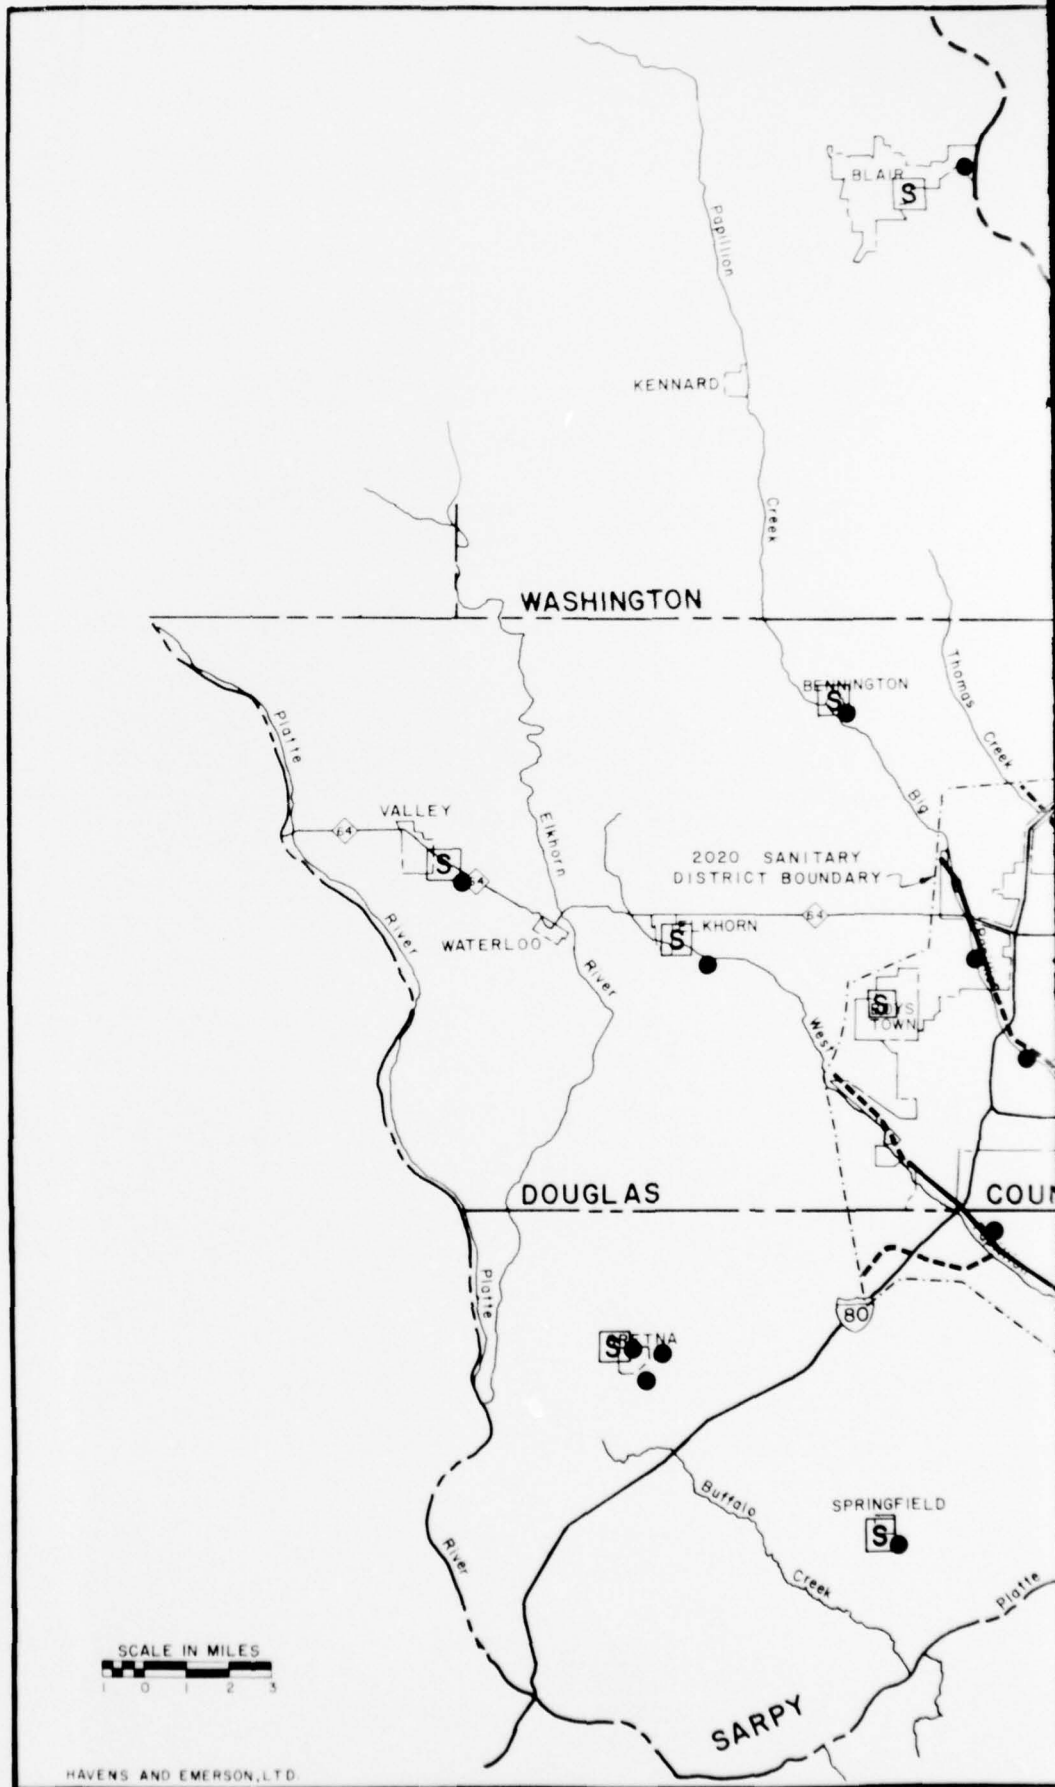 BLAIR
S
Papillion
KENNARD
Creek
WASHINGTON
Thomas
BENNINGTON
S
Platte
Creek
Big
VALLEY
64
Elkhorn
2020 SANITARY
DISTRICT BOUNDARY
S
64
64
ELKHORN
S
River
WATERLOO
River
S
BOYS
TOWN
West
DOUGLAS
COUN
Platte
80
GRETNA
S
Buffalo
SPRINGFIELD
S
River
Creek
Platte
SCALE IN MILES
1 0 1 2 3
SARPY
HAVENS AND EMERSON, LTD.